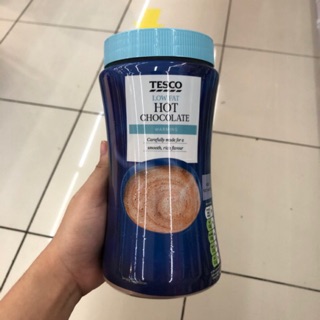 TESCO
LOW FAT
HOT
CHOCOLATE
Carefully made for a
smooth, rich flavour